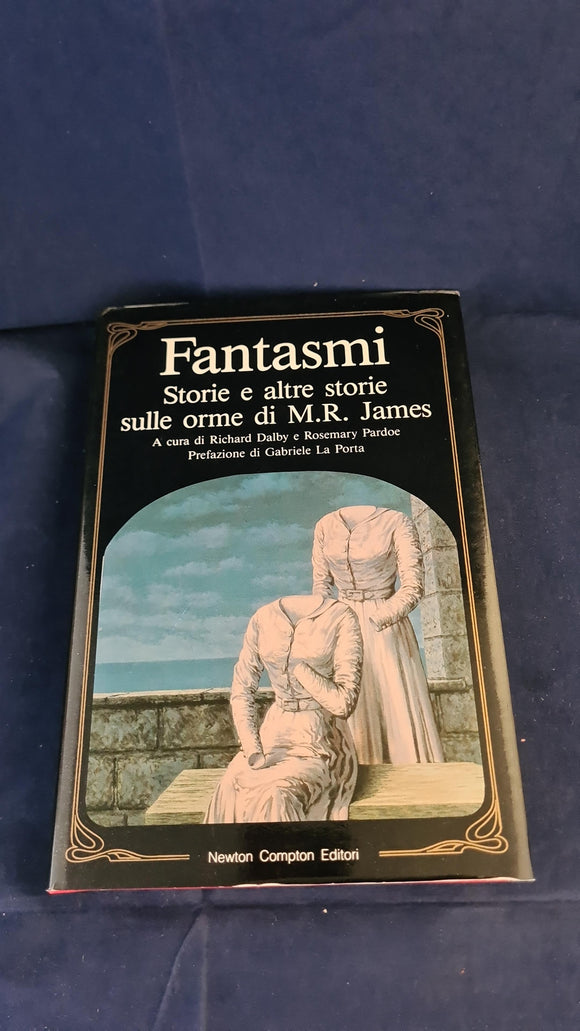 Fantasmi
Storie e altre storie
sulle orme di M.R. James
A cura di Richard Dalby e Rosemary Pardoe
Prefazione di Gabriele La Porta
Newton Compton Editori